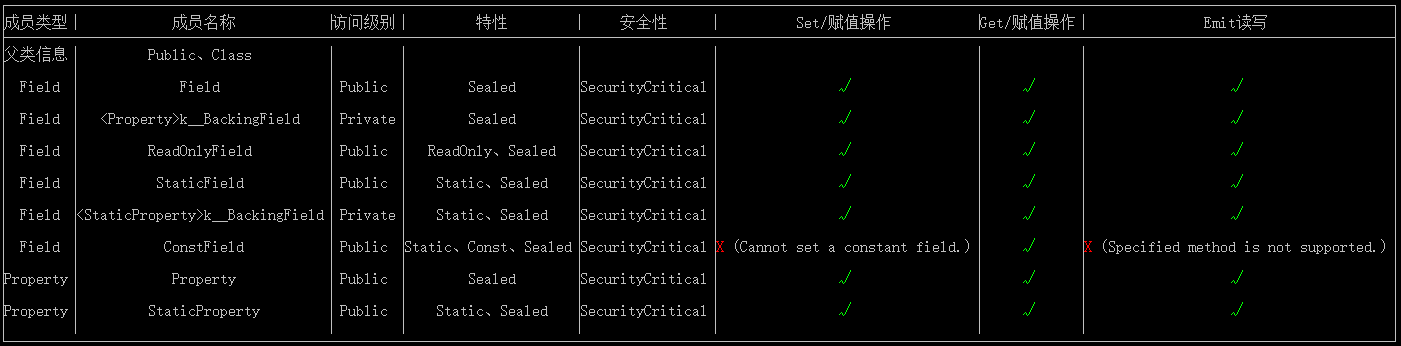 成员类型 成员名称 访问级别 特性 安全性 Set/赋值操作 Get/赋值操作 Emit读写
父类信息 Public、Class
Field Field Public Sealed SecurityCritical √ √ √
Field <Property>k__BackingField Private Sealed SecurityCritical √ √ √
Field ReadOnlyField Public ReadOnly、Sealed SecurityCritical √ √ √
Field StaticField Public Static、Sealed SecurityCritical √ √ √
Field <StaticProperty>k__BackingField Private Static、Sealed SecurityCritical √ √ √
Field ConstField Public Static、Const、Sealed SecurityCritical X (Cannot set a constant field.) √ X (Specified method is not supported.)
Property Property Public Sealed SecurityCritical √ √ √
Property StaticProperty Public Static、Sealed SecurityCritical √ √ √